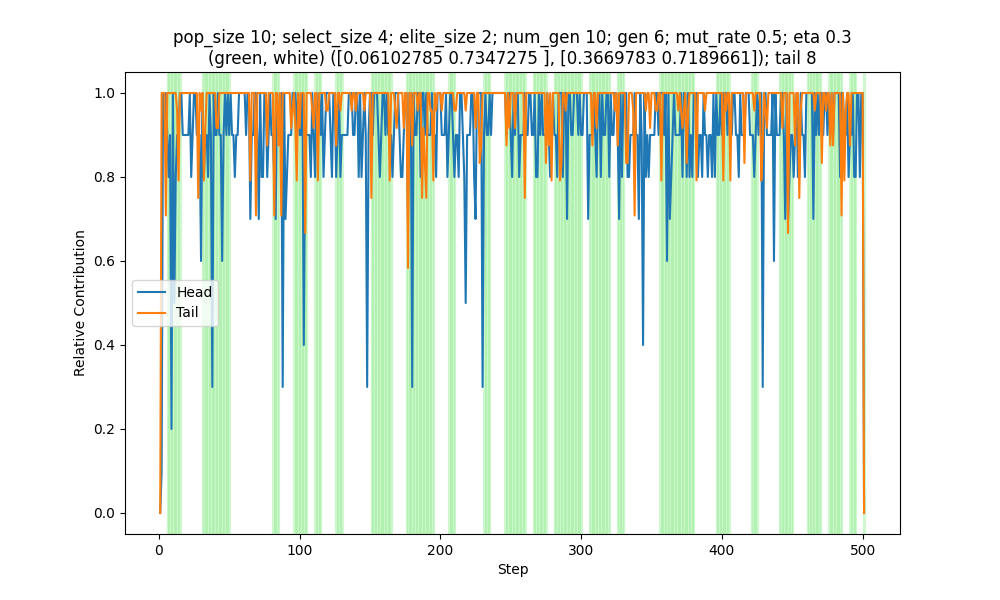 pop_size 10; select_size 4; elite_size 2; num_gen 10; gen 6; mut_rate 0.5; eta 0.3
(green, white) ([0.06102785 0.7347275 ], [0.3669783 0.7189661]); tail 8
1.0
0.8
0.6
0.4
0.2
0.0
Relative Contribution
Head
Tail
0 100 200 300 400 500
Step